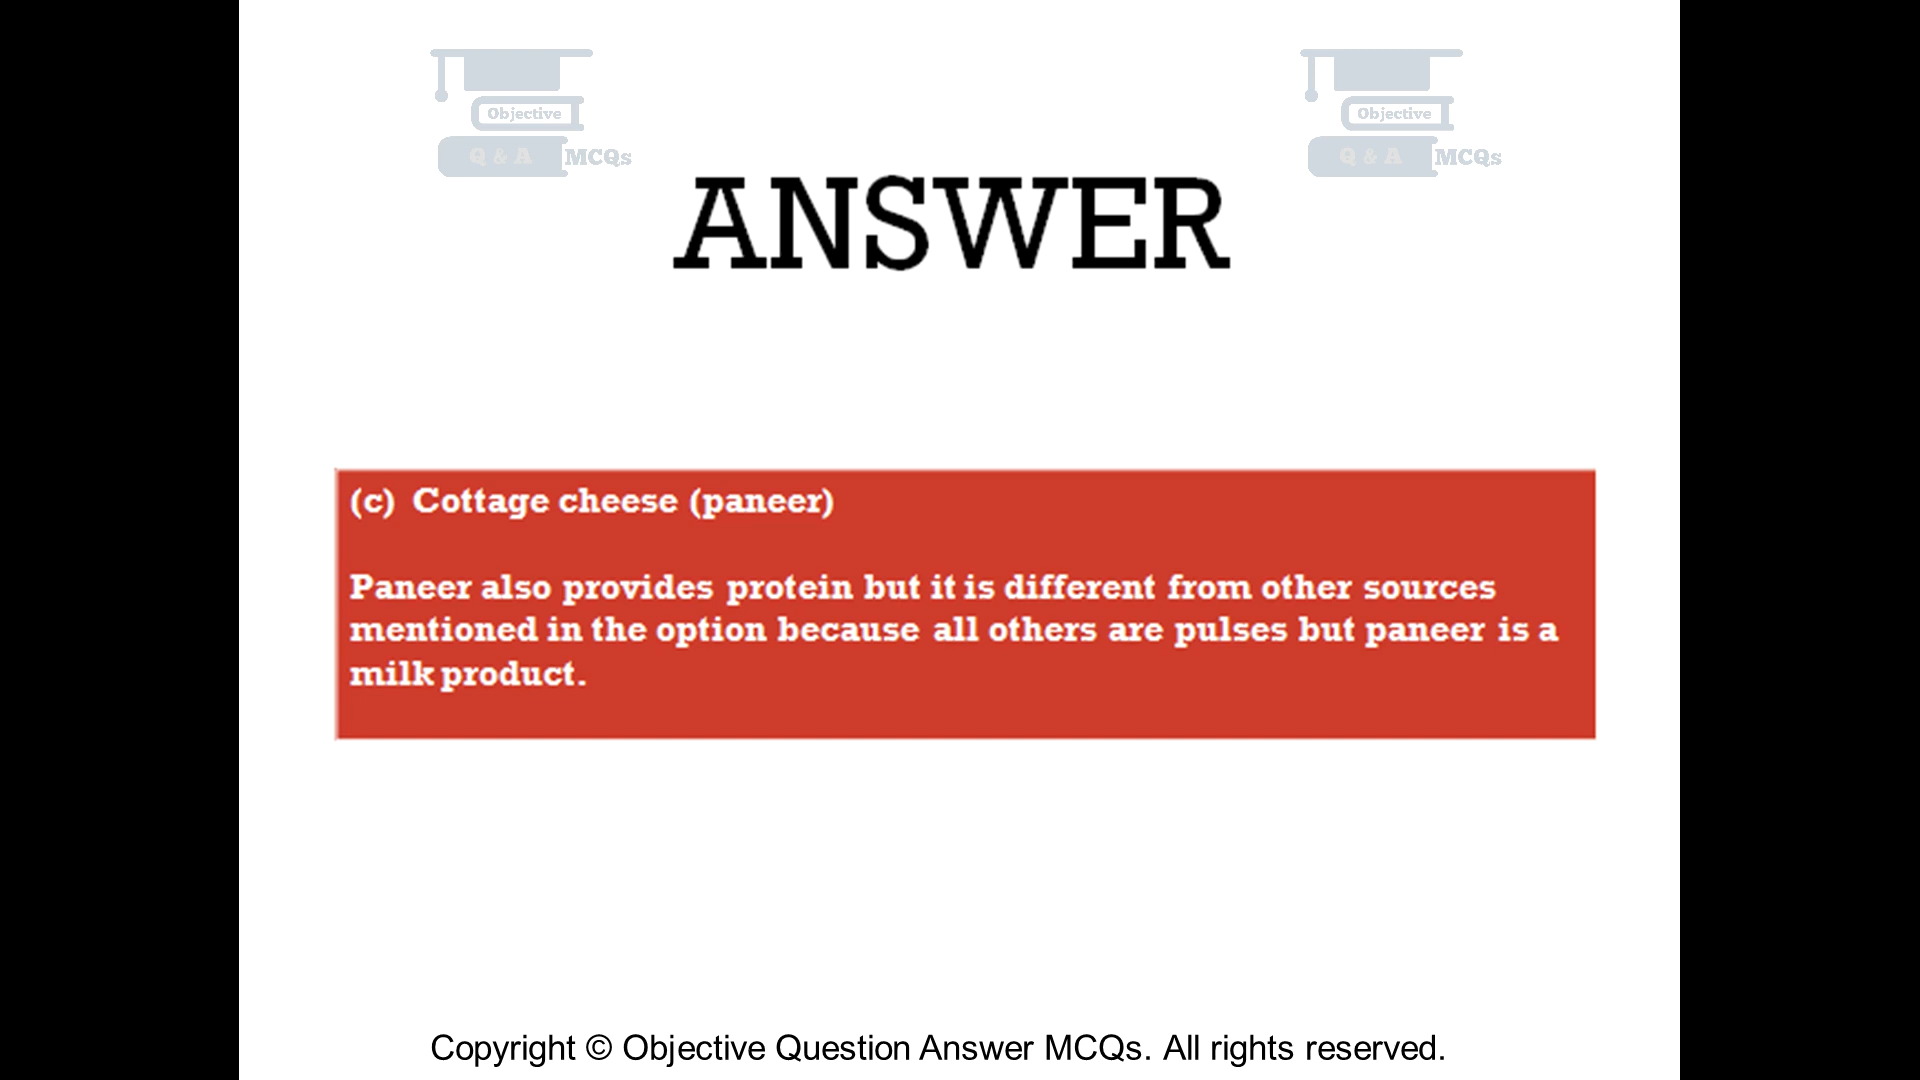 Objective
Q & A MCQs
Objective
Q & A MCQs
ANSWER
(c) Cottage cheese (paneer)
Paneer also provides protein but it is different from other sources
mentioned in the option because all others are pulses but paneer is a
milk product.
Copyright © Objective Question Answer MCQs. All rights reserved.